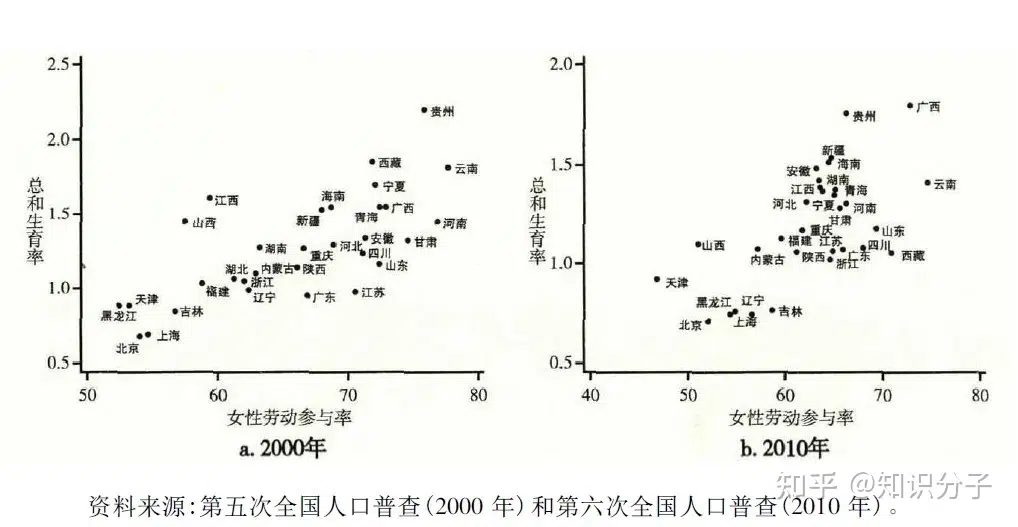 2.5
2.0
1.5
1.0
0.5
总和生育率
贵州
西藏
云南
宁夏
江西
海南
山西
新疆
青海
广西
河南
湖南
重庆
河北
安徽
四川
甘肃
山东
湖北
内蒙古
陕西
福建
浙江
辽宁
广东
江苏
天津
黑龙江
吉林
北京
上海
50
60
70
80
女性劳动参与率
a. 2000年
2.0
1.5
1.0
0.5
总和生育率
贵州
广西
新疆
海南
安徽
湖南
云南
江西
青海
河北
宁夏
河南
甘肃
重庆
山东
山西
福建
江苏
四川
内蒙古
陕西
广东
西藏
浙江
天津
黑龙江
辽宁
吉林
北京
上海
40
50
60
70
80
女性劳动参与率
b. 2010年
知乎 @知识分子
资料来源:第五次全国人口普查(2000 年)和第六次全国人口普查(2010 年)。